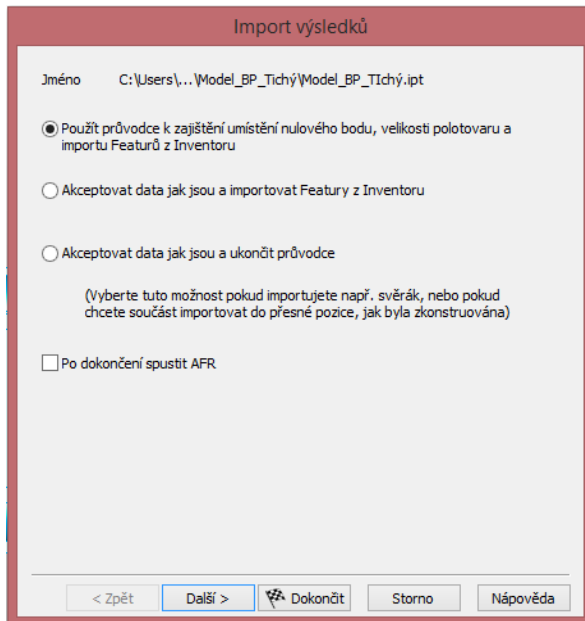 Import výsledků
Jméno C:\Users\...\Model_BP_Tichý\Model_BP_TIchý.ipt
Použít průvodce k zajištění umístění nulového bodu, velikosti polotovaru a
importu Featurů z Inventoru
Akceptovat data jak jsou a importovat Featury z Inventoru
Akceptovat data jak jsou a ukončit průvodce
(Vyberte tuto možnost pokud importujete např. svěrák, nebo pokud
chcete součást importovat do přesné pozice, jak byla zkonstruována)
Po dokončení spustit AFR
< Zpět Další > Dokončit Storno Nápověda